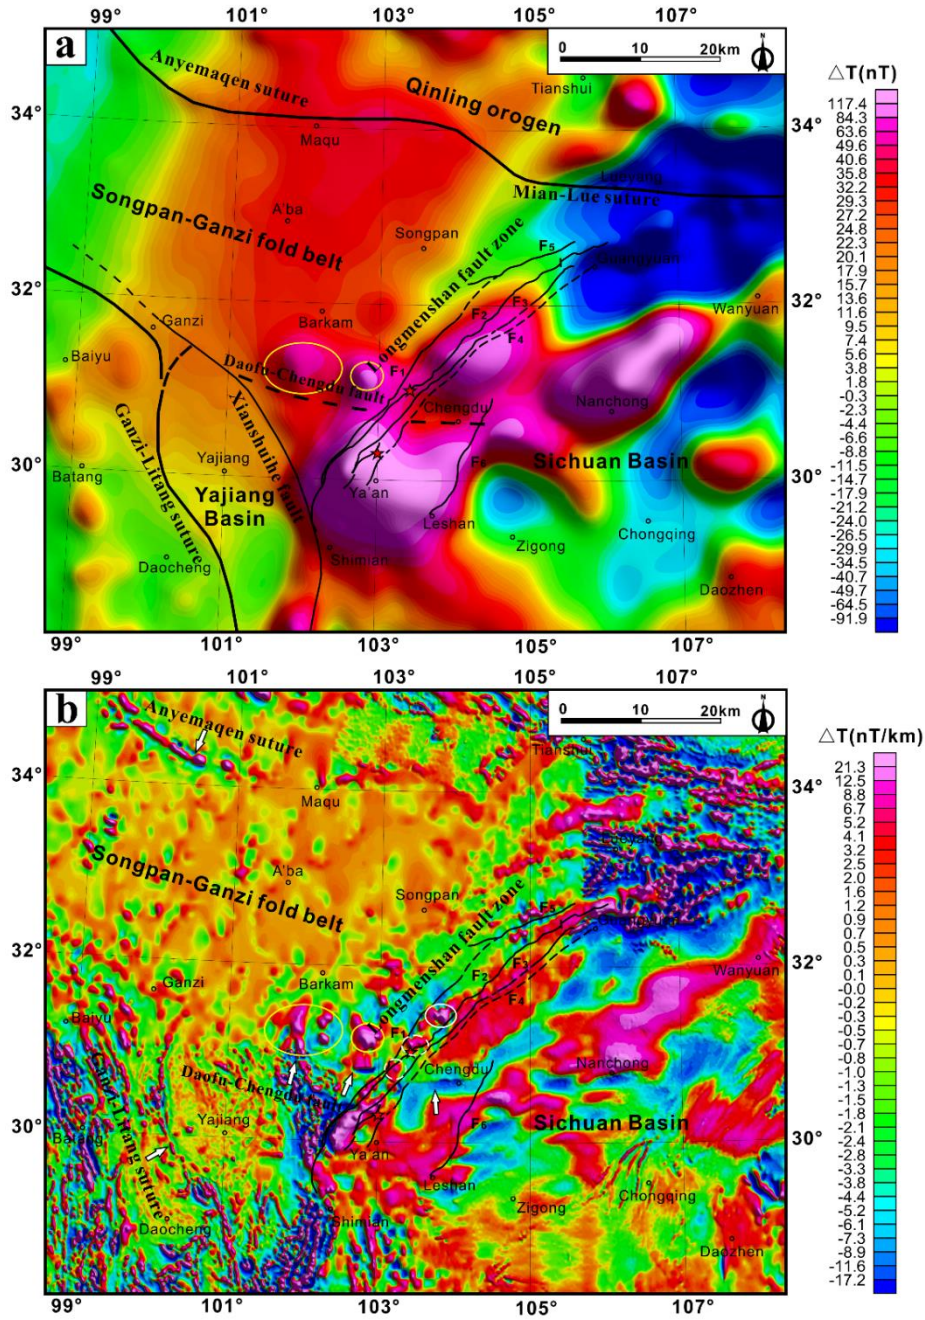 99°
101°
103°
105°
107°
a
0 10 20km
N
Anyemaqen suture
Qinling orogen
Tianshui
34°
34°
Maqu
Lueyang
Mian-Lue suture
Songpan-Ganzi fold belt
A'ba
Songpan
Longmenshan fault zone
F5
Guangyuan
32°
32°
Wanyuan
Ganzi
Barkam
F2
F3
F4
Baiyu
F1
Daofu-Chengdu fault
Chengdu
Nanchong
Xianshuihe fault
Ganzi-Litang suture
Yajiang
30°
30°
Batang
Yajiang
Basin
Sichuan Basin
Ya'an
Leshan
Zigong
Chongqing
Shimian
Daocheng
Daozhen
99°
101°
103°
105°
107°
△T(nT)
117.4
84.3
63.6
49.6
40.6
35.8
32.2
29.3
27.2
24.8
22.3
20.1
17.9
15.7
13.6
11.6
9.5
7.4
5.6
3.8
1.8
-0.3
-2.3
-4.4
-6.6
-8.8
-11.5
-14.7
-17.9
-21.2
-24.0
-26.5
-29.9
-34.5
-40.7
-49.7
-64.5
-91.9
99°
101°
103°
105°
107°
b
0 10 20km
N
Anyemaqen suture
Tianshui
34°
34°
Maqu
Songpan-Ganzi fold belt
A'ba
Songpan
Longmenshan fault zone
F5
32°
32°
Wanyuan
F2
F3
F4
Ganzi
Barkam
Baiyu
F1
Daofu-Chengdu fault
Chengdu
Nanchong
Ganzi-Litang suture
Yajiang
30°
30°
Batang
F6
Sichuan Basin
Ya'an
Leshan
Zigong
Chongqing
Shimian
Daocheng
Daozhen
99°
101°
103°
105°
107°
△T(nT/km)
21.3
12.5
8.8
6.7
5.2
4.1
3.2
2.5
2.0
1.6
1.2
0.9
0.7
0.5
0.3
0.1
-0.0
-0.2
-0.3
-0.5
-0.7
-0.8
-1.0
-1.3
-1.5
-1.8
-2.1
-2.4
-2.8
-3.3
-3.8
-4.4
-5.2
-6.1
-7.2
-8.9
-11.6
-17.2